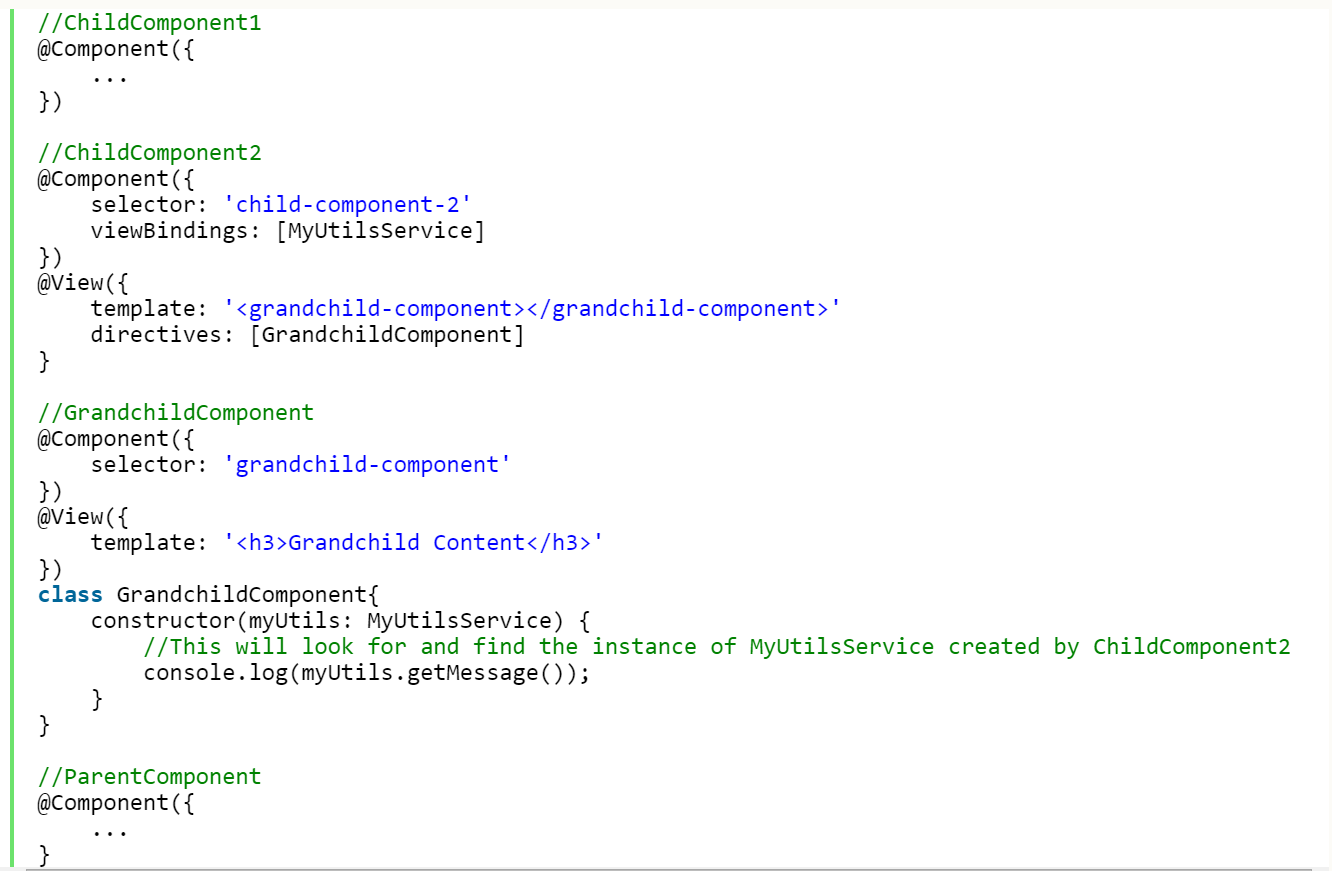 //ChildComponent1
@Component({
    ...
})

//ChildComponent2
@Component({
    selector: 'child-component-2'
    viewBindings: [MyUtilsService]
})
@View({
    template: '<grandchild-component></grandchild-component>'
    directives: [GrandchildComponent]
}

//GrandchildComponent
@Component({
    selector: 'grandchild-component'
})
@View({
    template: '<h3>Grandchild Content</h3>'
})
class GrandchildComponent{
    constructor(myUtils: MyUtilsService) {
        //This will look for and find the instance of MyUtilsService created by ChildComponent2
        console.log(myUtils.getMessage());
    }
}

//ParentComponent
@Component({
    ...
}